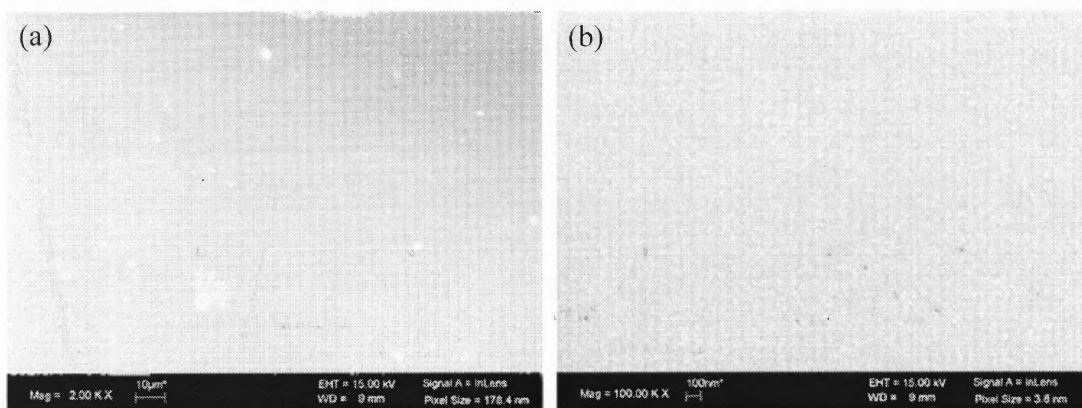 (a)
(b)
10µm*
EHT = 15.00 kV
Signal A = InLens
Mag = 2.00 K X
WD = 9 mm
Pixel Size = 178.4 nm
100nm*
EHT = 15.00 kV
Signal A = InLens
Mag = 100.00 K X
WD = 9 mm
Pixel Size = 3.6 nm